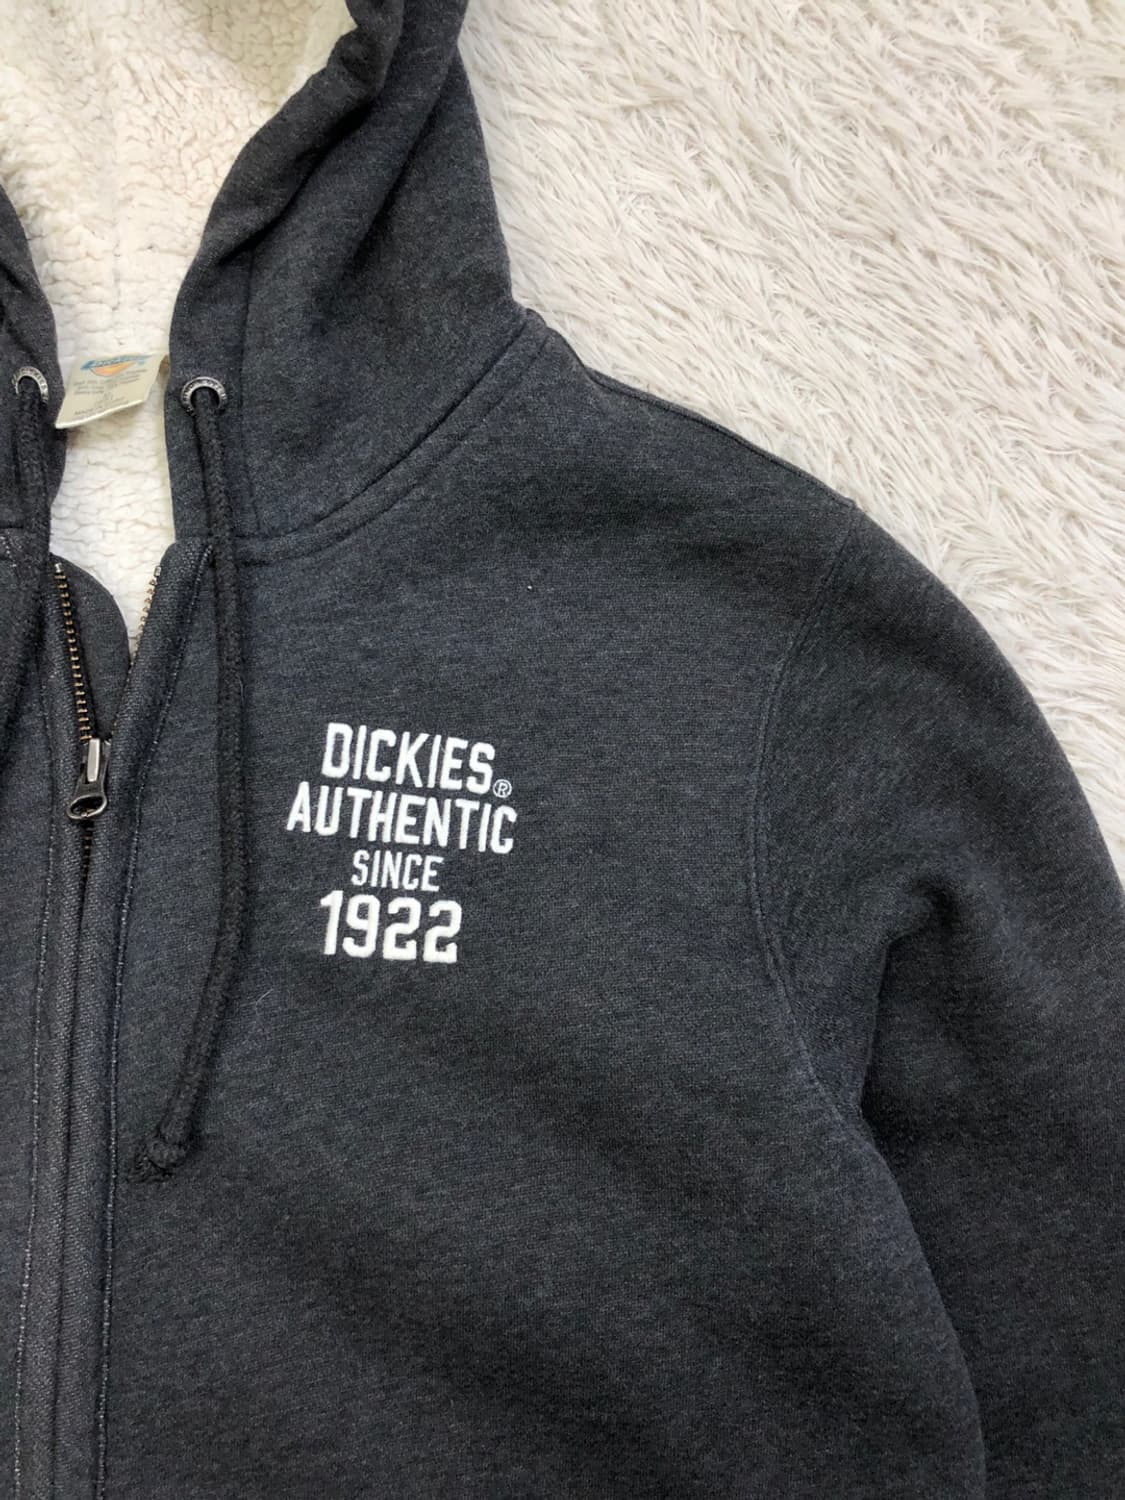 DICKIES®
AUTHENTIC
SINCE
1922